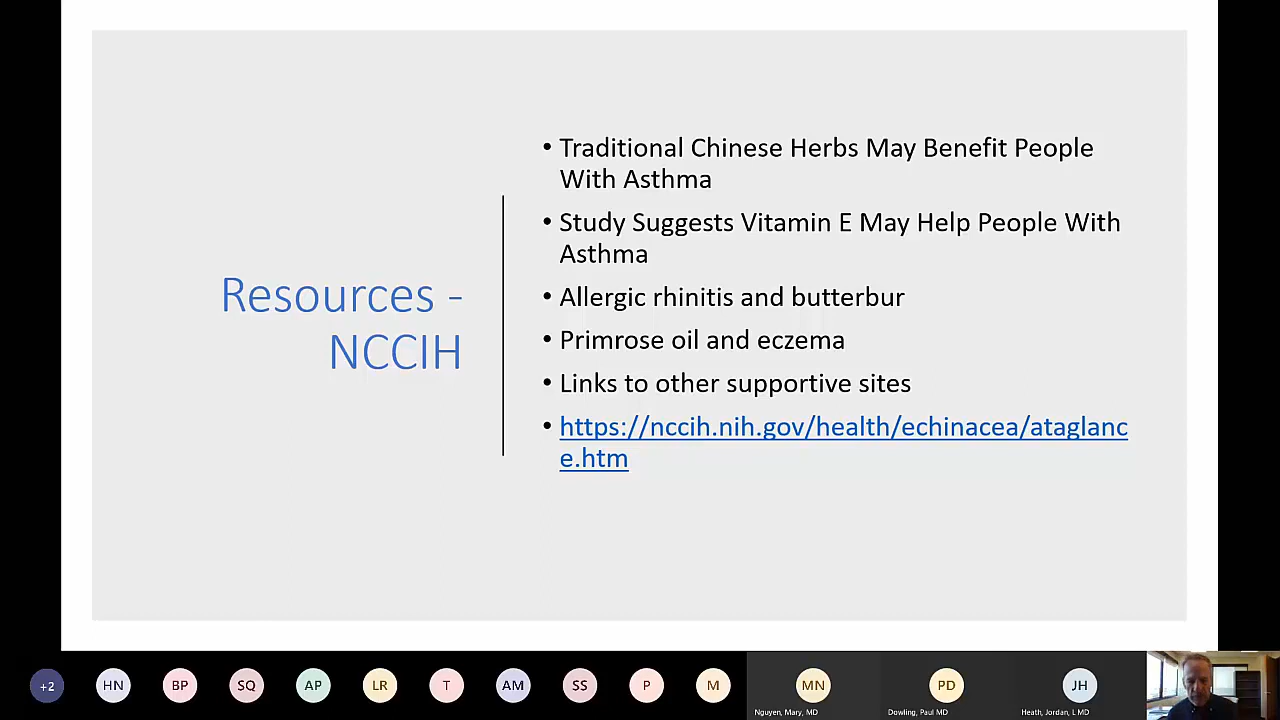 Resources -
NCCIH
• Traditional Chinese Herbs May Benefit People
With Asthma
• Study Suggests Vitamin E May Help People With
Asthma
• Allergic rhinitis and butterbur
• Primrose oil and eczema
• Links to other supportive sites
• https://nccih.nih.gov/health/echinacea/ataglanc
e.htm
+2
HN
BP
SQ
AP
LR
T
AM
SS
P
M
MN
PD
JH
Nguyen, Mary, MD
Dowling, Paul MD
Heath, Jordan, L MD